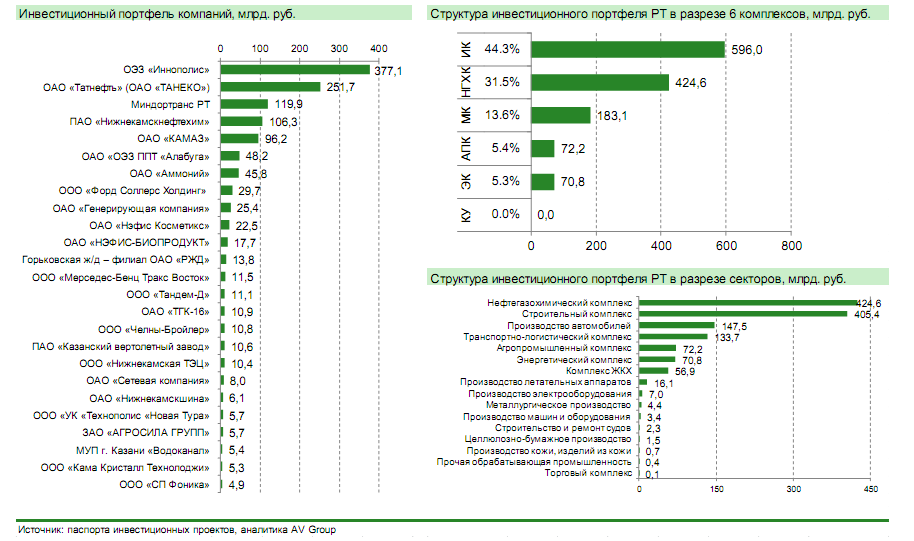 Инвестиционный портфель компаний, млрд. руб.
0 100 200 300 400
ОЭЗ «Иннополис» 377,1
ОАО «Татнефть» (ОАО «ТАНЕКО») 251,7
Миндортранс РТ 119,9
ПАО «Нижнекамскнефтехим» 106,3
ОАО «КАМАЗ» 96,2
ОАО «ОЭЗ ППТ «Алабуга» 48,2
ОАО «Аммоний» 45,8
ООО «Форд Соллерс Холдинг» 29,7
ОАО «Генерирующая компания» 25,4
ОАО «Нэфис Косметикс» 22,5
ОАО «НЭФИС-БИОПРОДУКТ» 17,7
Горьковская ж/д – филиал ОАО «РЖД» 13,8
ООО «Мерседес-Бенц Тракс Восток» 11,5
ООО «Тандем-Д» 11,1
ОАО «ТГК-16» 10,9
ООО «Челны-Бройлер» 10,8
ПАО «Казанский вертолетный завод» 10,6
ООО «Нижнекамская ТЭЦ» 10,4
ОАО «Сетевая компания» 8,0
ОАО «Нижнекамскшина» 6,1
ООО «УК «Технополис «Новая Тура» 5,7
ЗАО «АГРОСИЛА ГРУПП» 5,7
МУП г. Казани «Водоканал» 5,4
ООО «Кама Кристалл Технолоджи» 5,3
ООО «СП Фоника» 4,9
Структура инвестиционного портфеля РТ в разрезе 6 комплексов, млрд. руб.
ИК 44.3% 596,0
НГХК 31.5% 424,6
МК 13.6% 183,1
АПК 5.4% 72,2
ЭК 5.3% 70,8
КУ 0.0% 0,0
0 200 400 600 800
Структура инвестиционного портфеля РТ в разрезе секторов, млрд. руб.
Нефтегазохимический комплекс 424,6
Строительный комплекс 405,4
Производство автомобилей 147,5
Транспортно-логистический комплекс 133,7
Агропромышленный комплекс 72,2
Энергетический комплекс 70,8
Комплекс ЖКХ 56,9
Производство летательных аппаратов 16,1
Производство электрооборудования 7,0
Металлургическое производство 4,4
Производство машин и оборудования 3,4
Строительство и ремонт судов 2,3
Целлюлозно-бумажное производство 1,5
Производство кожи, изделий из кожи 0,7
Прочая обрабатывающая промышленность 0,4
Торговый комплекс 0,1
0 150 300 450
Источник: паспорта инвестиционных проектов, аналитика AV Group